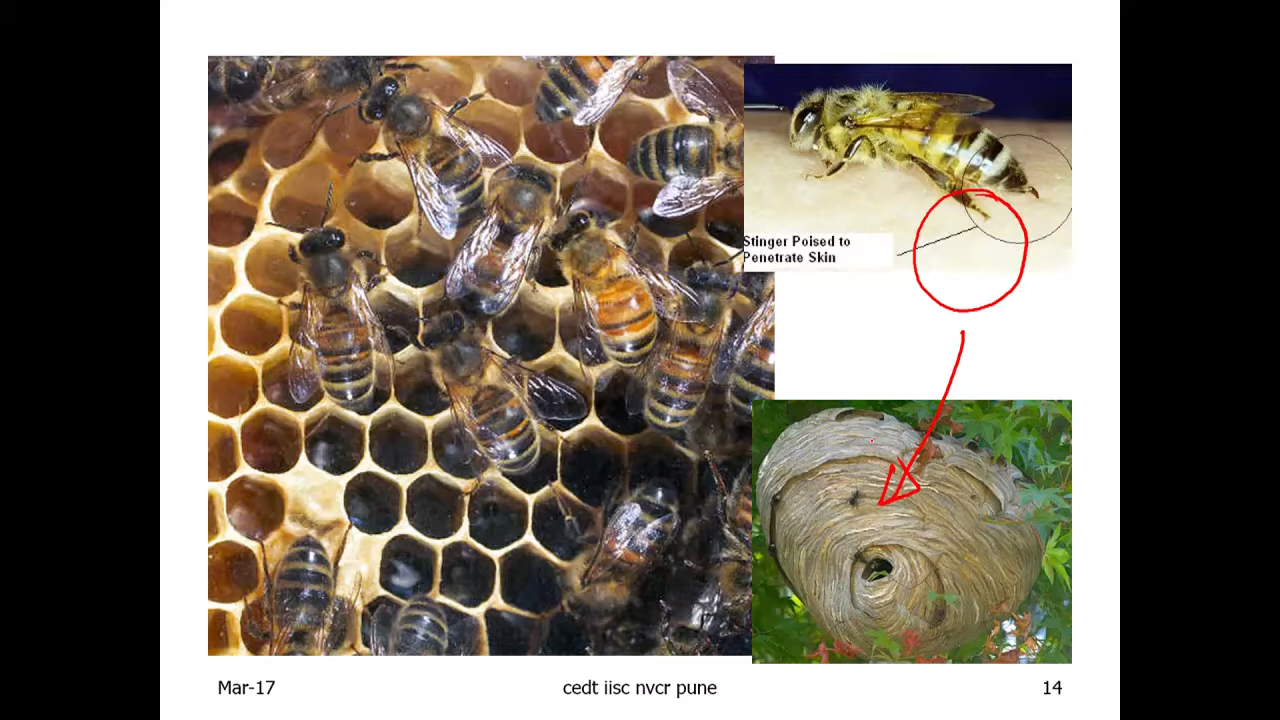 Stinger Poised to
Penetrate Skin
Mar-17
cedt iisc nvcr pune
14